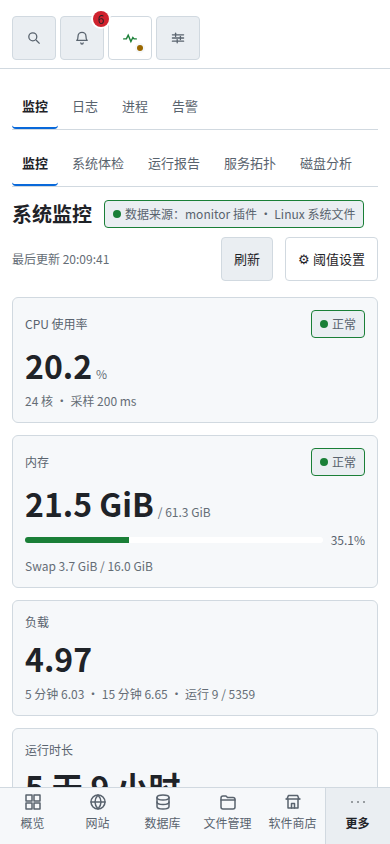 6
监控 日志 进程 告警
监控 系统体检 运行报告 服务拓扑 磁盘分析
系统监控 数据来源：monitor 插件 · Linux 系统文件
最后更新 20:09:41 刷新 ⚙ 阈值设置
CPU 使用率 正常
20.2 %
24 核 · 采样 200 ms
内存 正常
21.5 GiB / 61.3 GiB
35.1%
Swap 3.7 GiB / 16.0 GiB
负载
4.97
5 分钟 6.03 · 15 分钟 6.65 · 运行 9 / 5359
运行时长
5 天 9 小时
概览 网站 数据库 文件管理 软件商店 更多